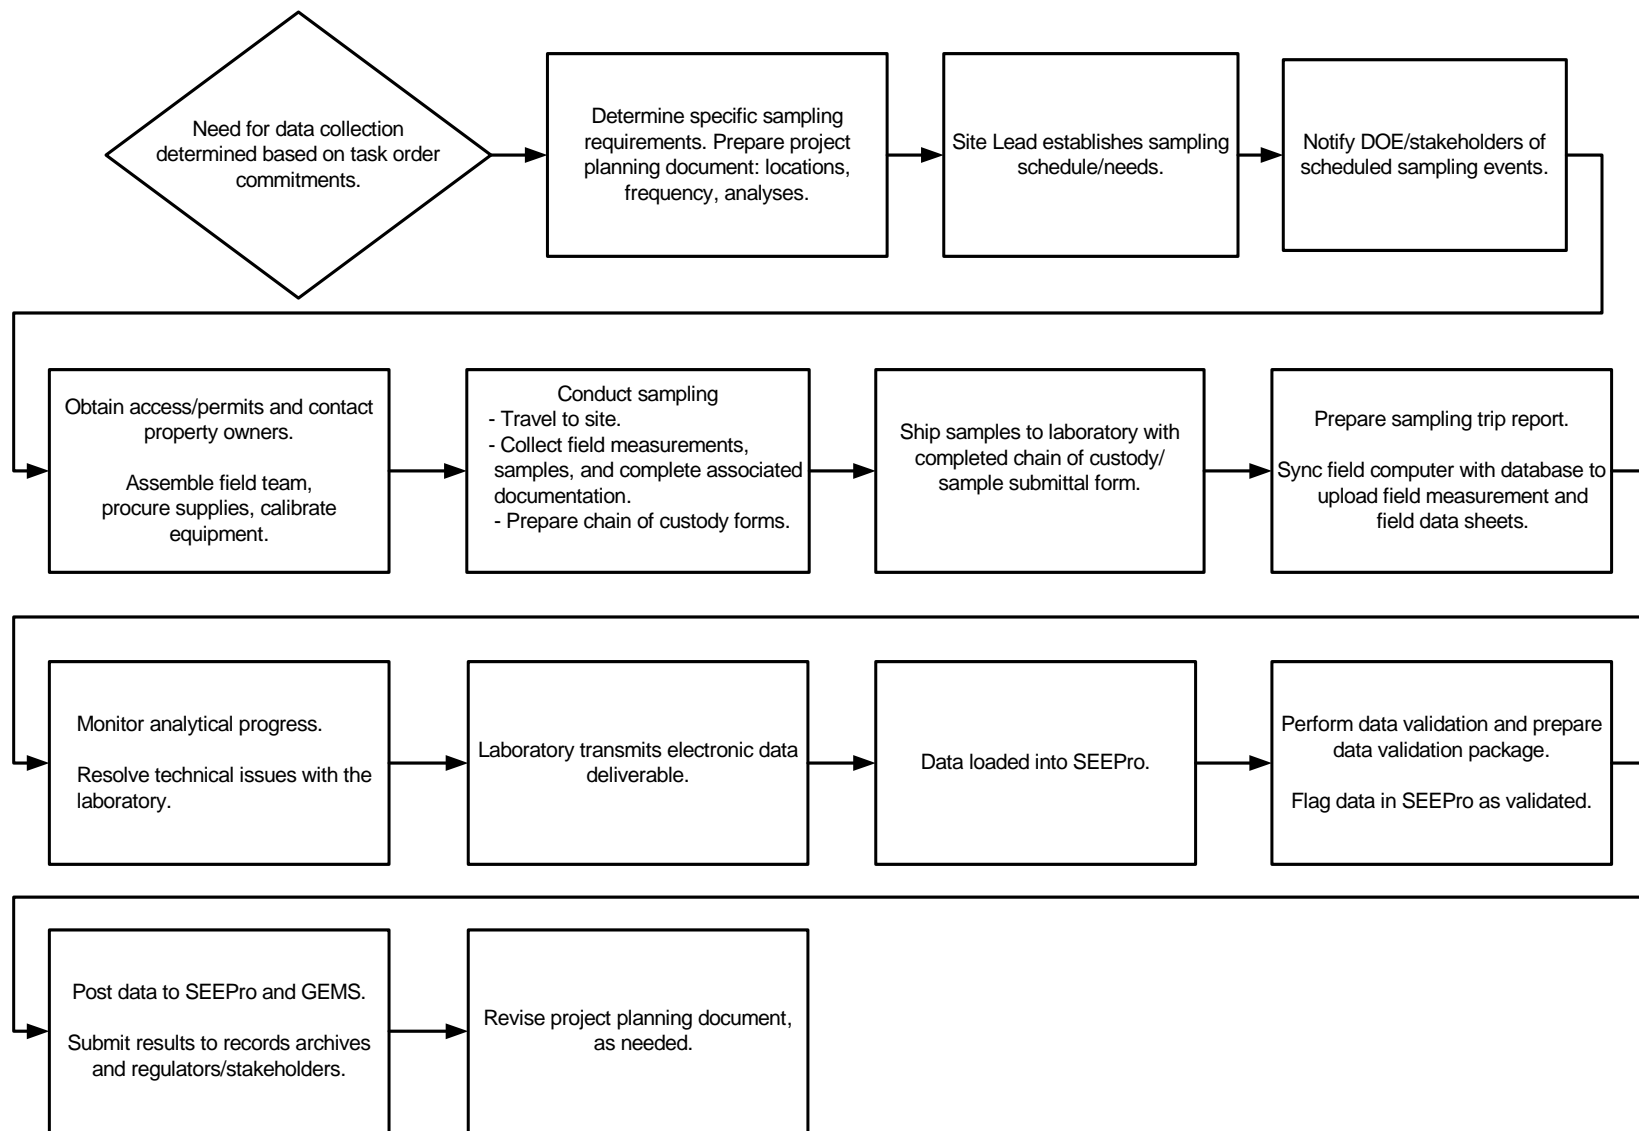 Need for data collection
determined based on task order
commitments.
Determine specific sampling
requirements. Prepare project
planning document: locations,
frequency, analyses.
Site Lead establishes sampling
schedule/needs.
Notify DOE/stakeholders of
scheduled sampling events.
Obtain access/permits and contact
property owners.
Assemble field team,
procure supplies, calibrate
equipment.
Conduct sampling
- Travel to site.
- Collect field measurements,
samples, and complete associated
documentation.
- Prepare chain of custody forms.
Ship samples to laboratory with
completed chain of custody/
sample submittal form.
Prepare sampling trip report.
Sync field computer with database to
upload field measurement and
field data sheets.
Monitor analytical progress.
Resolve technical issues with the
laboratory.
Laboratory transmits electronic data
deliverable.
Data loaded into SEEPro.
Perform data validation and prepare
data validation package.
Flag data in SEEPro as validated.
Post data to SEEPro and GEMS.
Submit results to records archives
and regulators/stakeholders.
Revise project planning document,
as needed.